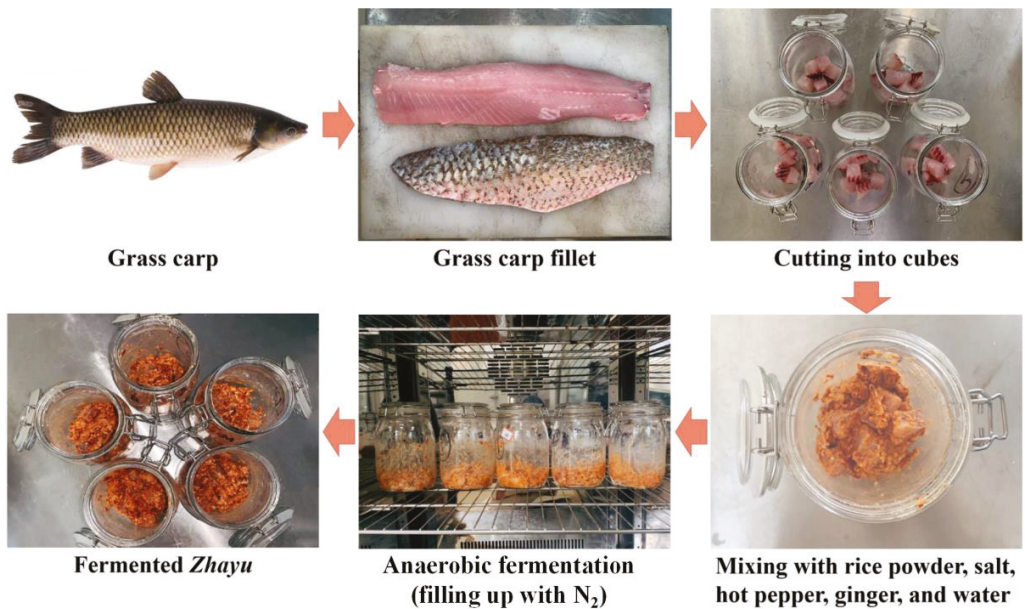 Grass carp
Grass carp fillet
Cutting into cubes
Mixing with rice powder, salt,
hot pepper, ginger, and water
Anaerobic fermentation
(filling up with N₂)
Fermented Zhayu